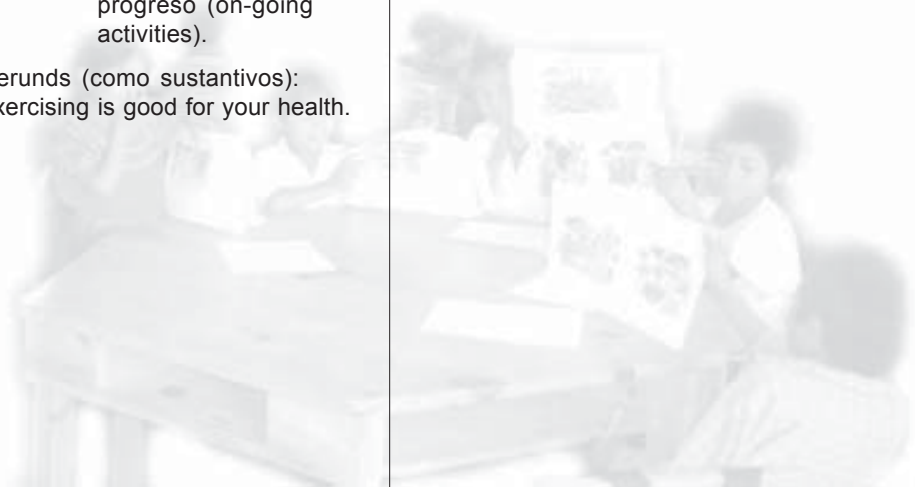 progreso (on-going
activities).
erunds (como sustantivos):
xercising is good for your health.